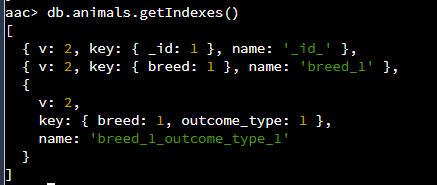 aac> db.animals.getIndexes()
[
  { v: 2, key: { _id: 1 }, name: '_id_' },
  { v: 2, key: { breed: 1 }, name: 'breed_1' },
  {
    v: 2,
    key: { breed: 1, outcome_type: 1 },
    name: 'breed_1_outcome_type_1'
  }
]